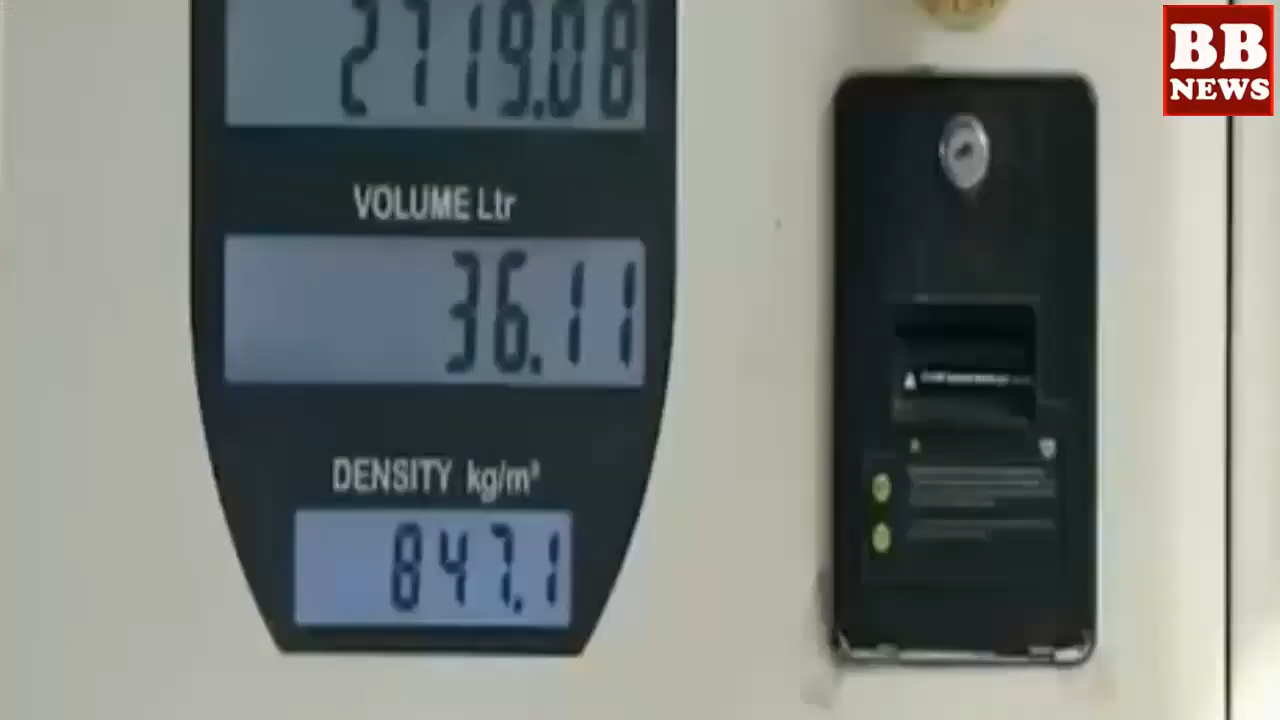 2719.08
BB
NEWS
VOLUME Ltr
36.11
DENSITY kg/m³
847.1